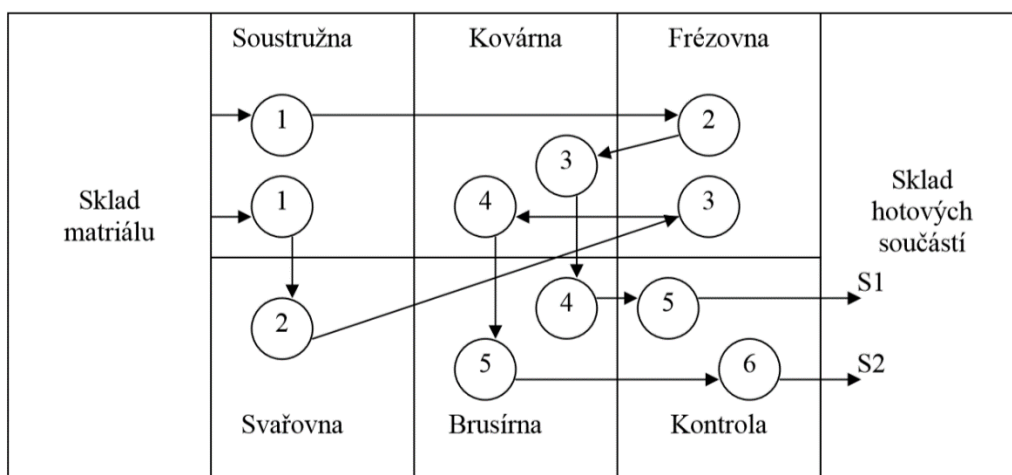 Soustružna
Kovárna
Frézovna
1
2
3
Sklad
matriálu
1
4
3
Sklad
hotových
součástí
2
4
5
S1
5
6
S2
Svařovna
Brusírna
Kontrola